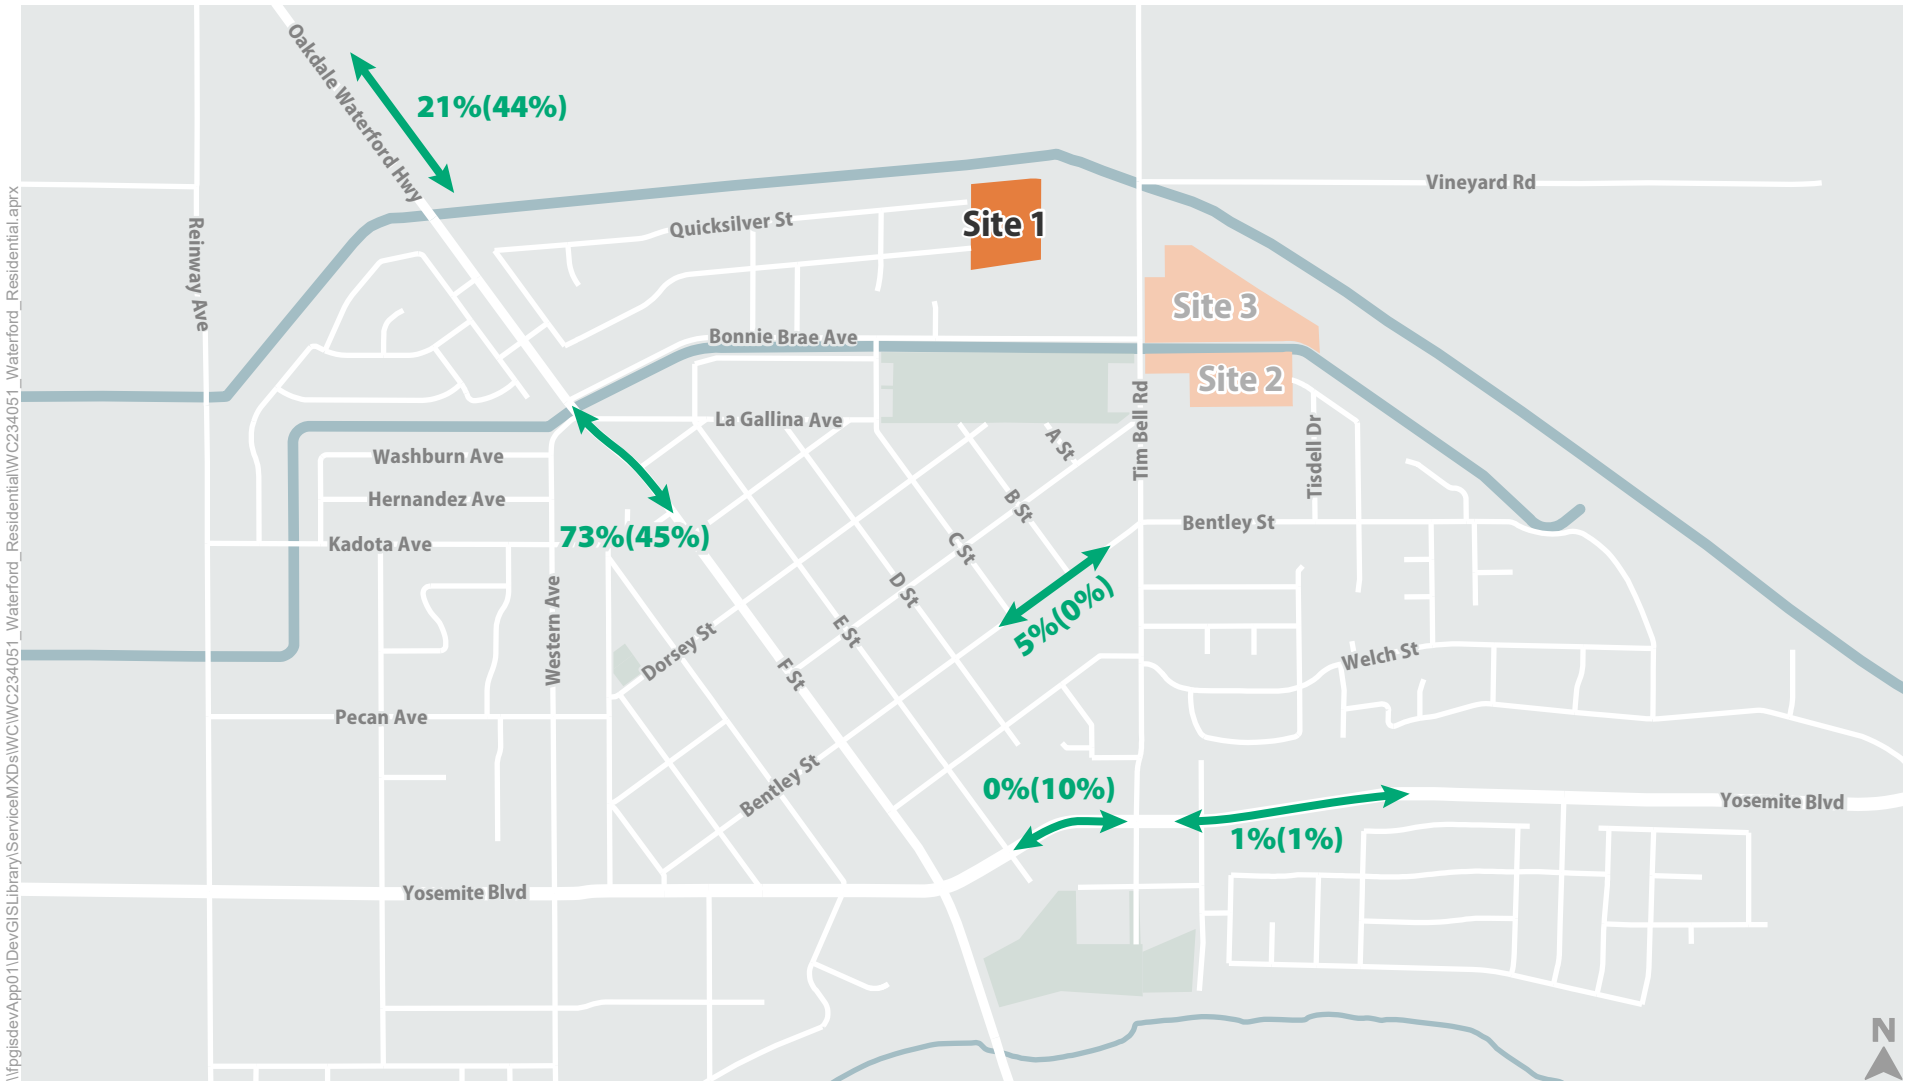 Oakdale Waterford Hwy
21%(44%)
Vineyard Rd
Reinway Ave
Quicksilver St
Site 1
Site 3
Bonnie Brae Ave
Site 2
La Gallina Ave
Tim Bell Rd
Tisdell Dr
A St
Washburn Ave
Hernandez Ave
B St
Bentley St
73%(45%)
Kadota Ave
C St
D St
5%(0%)
Western Ave
E St
Dorsey St
Welch St
F St
Pecan Ave
Bentley St
0%(10%)
Yosemite Blvd
1%(1%)
Yosemite Blvd
N
\\fpgisdevApp01\DevGISLibrary\ServiceMXDs\WC\WC234051_Waterford_Residential\WC234051_Waterford_Residential.aprx